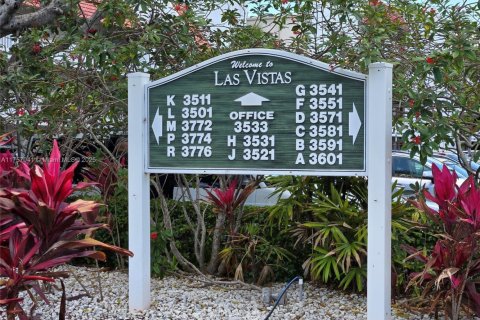 Welcome to
LAS VISTAS
K 3511
L 3501
M 3772
P 3774
R 3776
OFFICE
3533
H 3531
J 3521
G 3541
F 3551
D 3571
C 3581
B 3591
A 3601